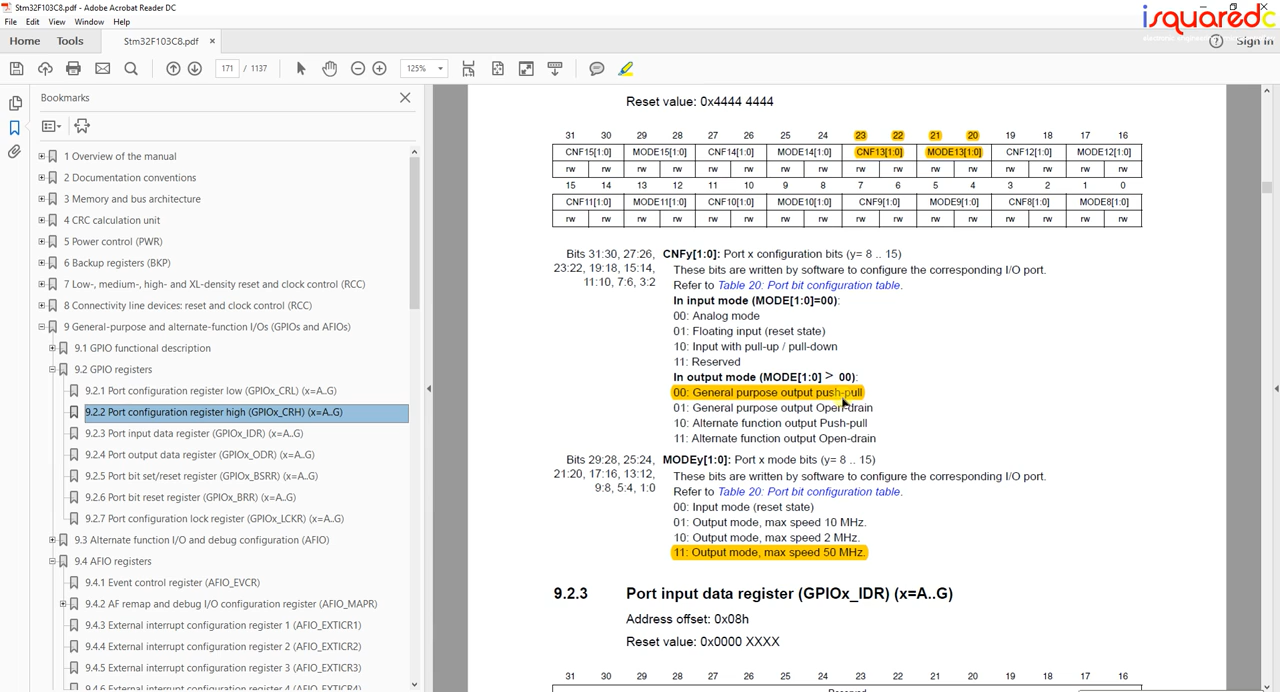 Stm32F103C8.pdf - Adobe Acrobat Reader DC
File Edit View Window Help
isquaredc
Home Tools Stm32F103C8.pdf × Sign In
171 / 1137 125%
Bookmarks
1 Overview of the manual
2 Documentation conventions
3 Memory and bus architecture
4 CRC calculation unit
5 Power control (PWR)
6 Backup registers (BKP)
7 Low-, medium-, high- and XL-density reset and clock control (RCC)
8 Connectivity line devices: reset and clock control (RCC)
9 General-purpose and alternate-function I/Os (GPIOs and AFIOs)
9.1 GPIO functional description
9.2 GPIO registers
9.2.1 Port configuration register low (GPIOx_CRL) (x=A..G)
9.2.2 Port configuration register high (GPIOx_CRH) (x=A..G)
9.2.3 Port input data register (GPIOx_IDR) (x=A..G)
9.2.4 Port output data register (GPIOx_ODR) (x=A..G)
9.2.5 Port bit set/reset register (GPIOx_BSRR) (x=A..G)
9.2.6 Port bit reset register (GPIOx_BRR) (x=A..G)
9.2.7 Port configuration lock register (GPIOx_LCKR) (x=A..G)
9.3 Alternate function I/O and debug configuration (AFIO)
9.4 AFIO registers
9.4.1 Event control register (AFIO_EVCR)
9.4.2 AF remap and debug I/O configuration register (AFIO_MAPR)
9.4.3 External interrupt configuration register 1 (AFIO_EXTICR1)
9.4.4 External interrupt configuration register 2 (AFIO_EXTICR2)
9.4.5 External interrupt configuration register 3 (AFIO_EXTICR3)
9.4.6 External interrupt configuration register 4 (AFIO_EXTICR4)
Reset value: 0x4444 4444
31 30 29 28 27 26 25 24 23 22 21 20 19 18 17 16
CNF15[1:0] MODE15[1:0] CNF14[1:0] MODE14[1:0] CNF13[1:0] MODE13[1:0] CNF12[1:0] MODE12[1:0]
rw rw rw rw rw rw rw rw rw rw rw rw rw rw rw rw
15 14 13 12 11 10 9 8 7 6 5 4 3 2 1 0
CNF11[1:0] MODE11[1:0] CNF10[1:0] MODE10[1:0] CNF9[1:0] MODE9[1:0] CNF8[1:0] MODE8[1:0]
rw rw rw rw rw rw rw rw rw rw rw rw rw rw rw rw
Bits 31:30, 27:26, CNFy[1:0]: Port x configuration bits (y= 8 .. 15)
23:22, 19:18, 15:14, These bits are written by software to configure the corresponding I/O port.
11:10, 7:6, 3:2 Refer to Table 20: Port bit configuration table.
In input mode (MODE[1:0]=00):
00: Analog mode
01: Floating input (reset state)
10: Input with pull-up / pull-down
11: Reserved
In output mode (MODE[1:0] > 00):
00: General purpose output push-pull
01: General purpose output Open-drain
10: Alternate function output Push-pull
11: Alternate function output Open-drain
Bits 29:28, 25:24, MODEy[1:0]: Port x mode bits (y= 8 .. 15)
21:20, 17:16, 13:12, These bits are written by software to configure the corresponding I/O port.
9:8, 5:4, 1:0 Refer to Table 20: Port bit configuration table.
00: Input mode (reset state)
01: Output mode, max speed 10 MHz.
10: Output mode, max speed 2 MHz.
11: Output mode, max speed 50 MHz.
9.2.3 Port input data register (GPIOx_IDR) (x=A..G)
Address offset: 0x08h
Reset value: 0x0000 XXXX
31 30 29 28 27 26 25 24 23 22 21 20 19 18 17 16
Reserved